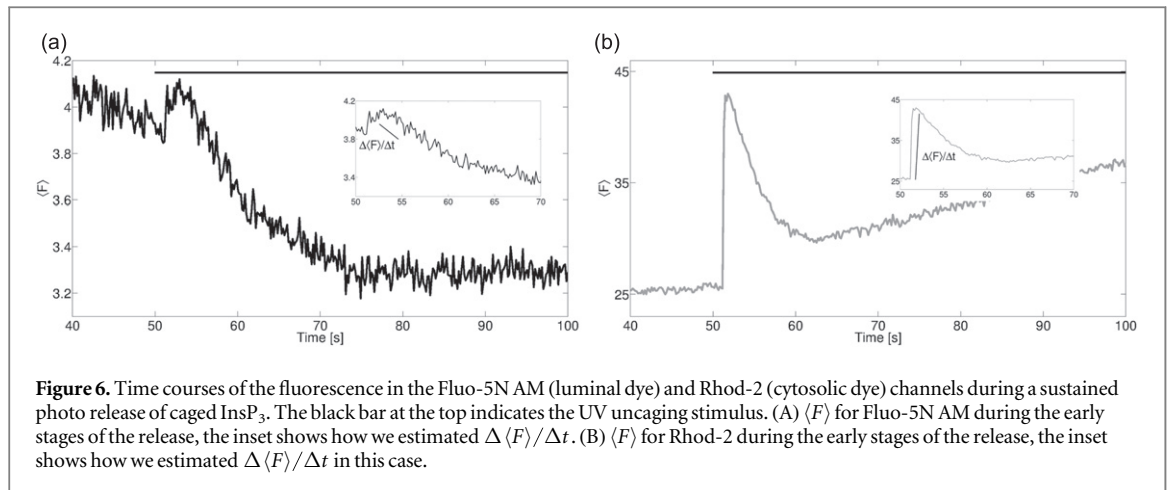 (a)
4.2
4
3.8
3.6
3.4
3.2
⟨F⟩
40 50 60 70 80 90 100
Time [s]
4.2
3.8
3.4
50 55 60 65 70
Δ⟨F⟩/Δt
(b)
45
35
25
⟨F⟩
40 50 60 70 80 90 100
Time [s]
45
35
25
50 55 60 65 70
Δ⟨F⟩/Δt
Figure 6. Time courses of the fluorescence in the Fluo-5N AM (luminal dye) and Rhod-2 (cytosolic dye) channels during a sustained
photo release of caged InsP₃. The black bar at the top indicates the UV uncaging stimulus. (A) ⟨F⟩ for Fluo-5N AM during the early
stages of the release, the inset shows how we estimated Δ⟨F⟩/Δt. (B) ⟨F⟩ for Rhod-2 during the early stages of the release, the inset
shows how we estimated Δ⟨F⟩/Δt in this case.